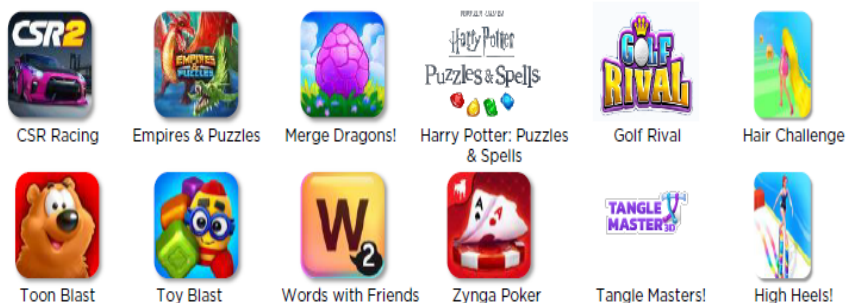 CSR2
EMPIRES
& PUZZLES
Harry Potter
Puzzles & Spells
GOLF
RIVAL
CSR Racing
Empires & Puzzles
Merge Dragons!
Harry Potter: Puzzles
& Spells
Golf Rival
Hair Challenge
W
2
A
A
TANGLE
MASTER 3D
Toon Blast
Toy Blast
Words with Friends
Zynga Poker
Tangle Masters!
High Heels!